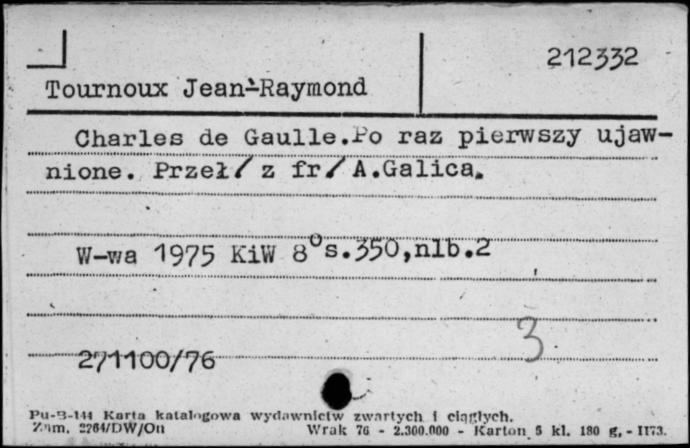 212332
Tournoux Jean-Raymond
Charles de Gaulle.Po raz pierwszy ujaw-
nione. Przeł/ z fr/ A.Galica.
W-wa 1975 KiW 8° s.350,nlb.2
3
271100/76
Pu-B-144 Karta katalogowa wydawnictw zwartych i ciągłych.
Zam. 2264/DW/On Wrak 76 - 2.300.000 - Karton 5 kl. 180 g. - II73.